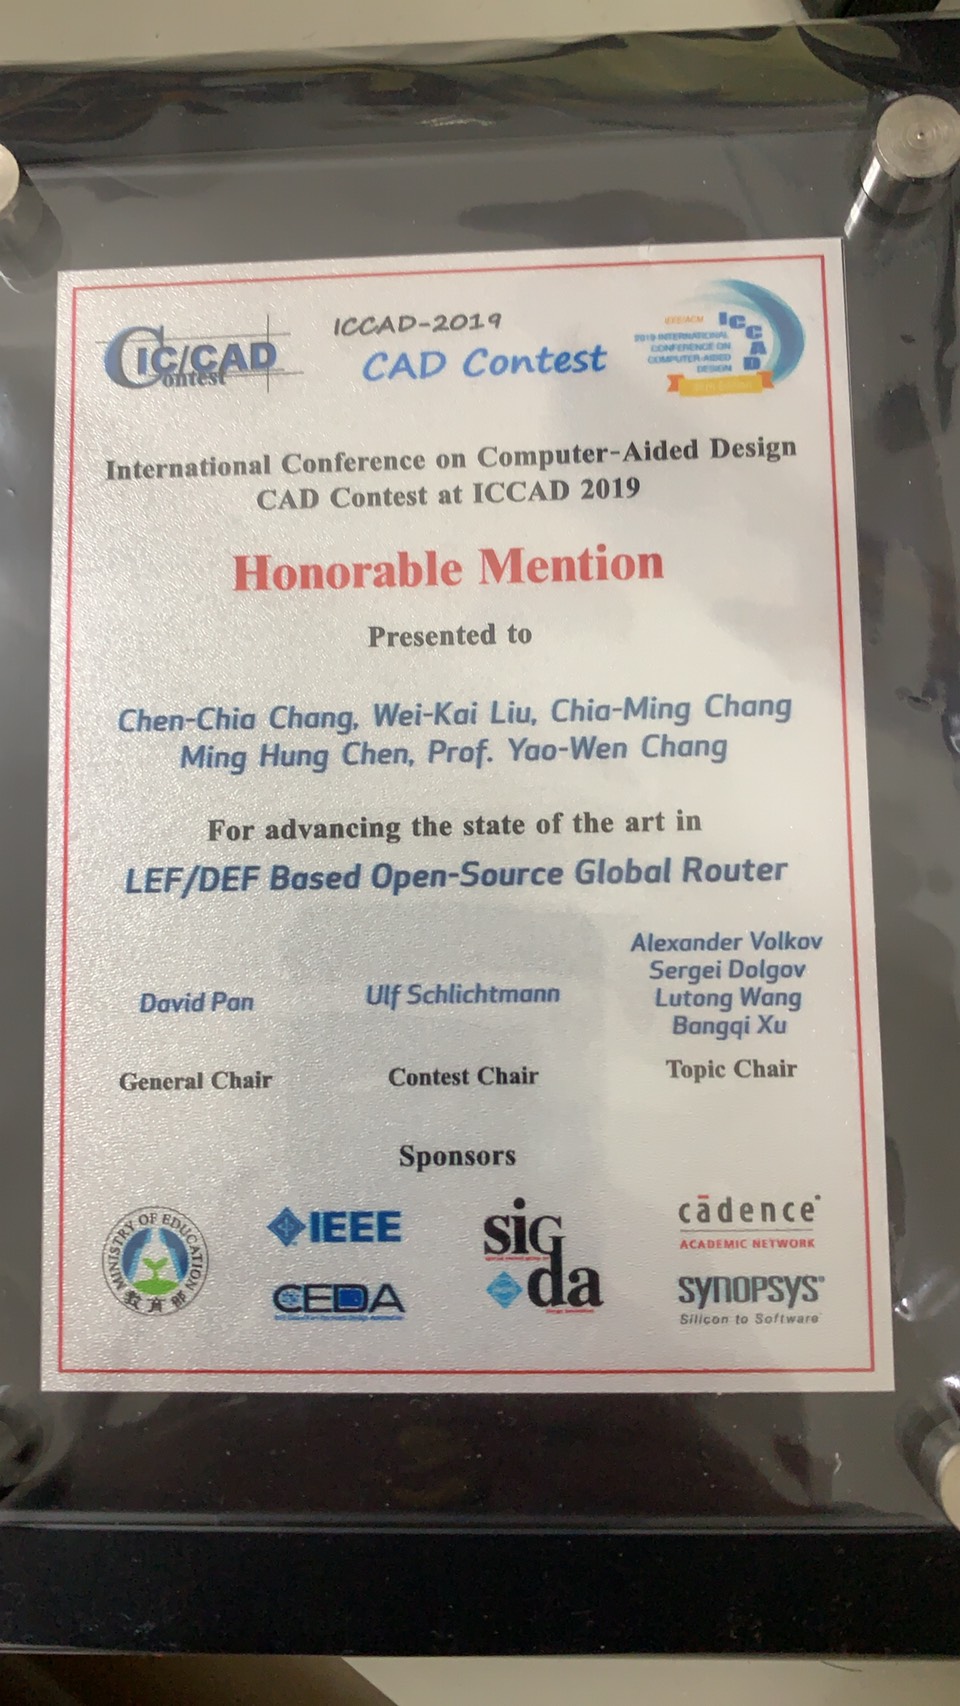 IC/CAD
Contest
ICCAD-2019
CAD Contest
IEEE/ACM
ICCAD
2019 INTERNATIONAL
CONFERENCE ON
COMPUTER-AIDED
DESIGN
International Conference on Computer-Aided Design
CAD Contest at ICCAD 2019
Honorable Mention
Presented to
Chen-Chia Chang, Wei-Kai Liu, Chia-Ming Chang
Ming Hung Chen, Prof. Yao-Wen Chang
For advancing the state of the art in
LEF/DEF Based Open-Source Global Router
David Pan
General Chair
Ulf Schlichtmann
Contest Chair
Alexander Volkov
Sergei Dolgov
Lutong Wang
Bangqi Xu
Topic Chair
Sponsors
MINISTRY OF EDUCATION
教育部
IEEE
CEDA
sigda
cādence
ACADEMIC NETWORK
SYNOPSYS
Silicon to Software